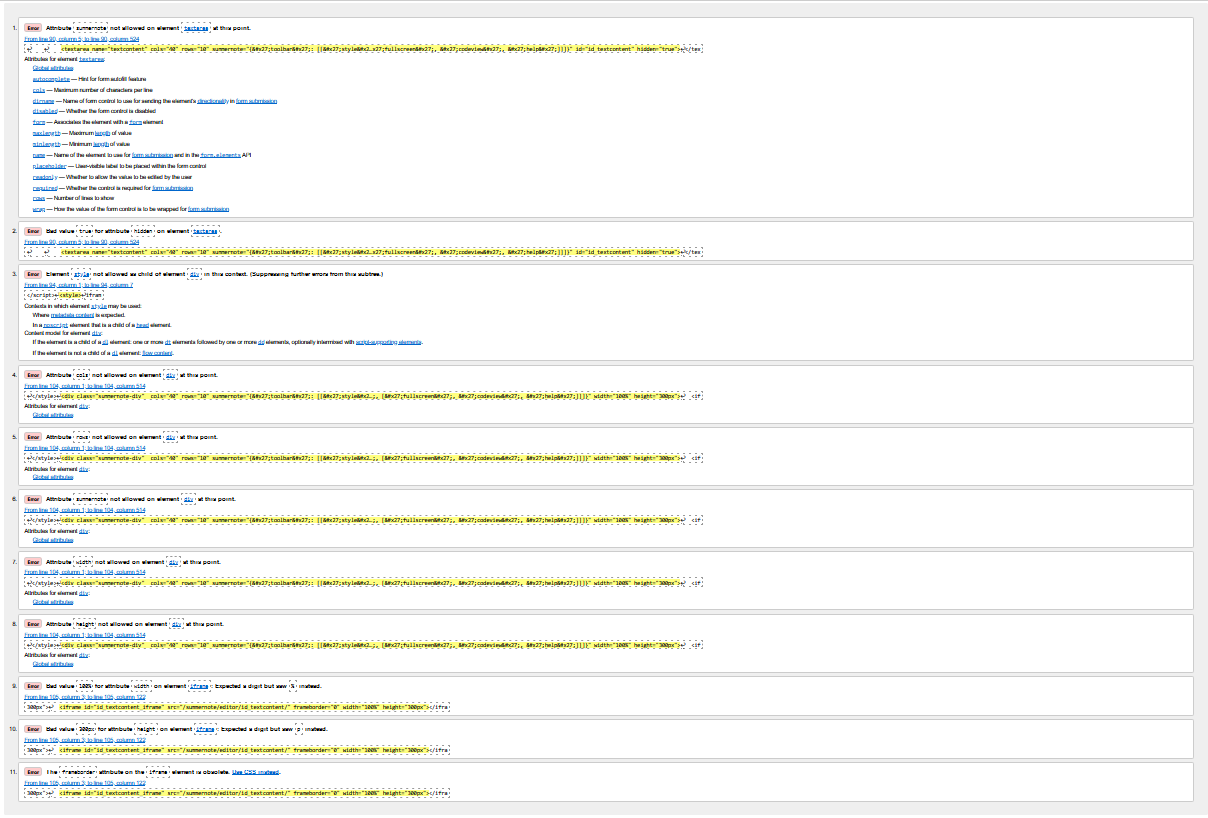 1. Error Attribute summernote not allowed on element textarea at this point.
From line 90, column 5; to line 90, column 524
↩ ↩ <textarea name="textcontent" cols="40" rows="10" summernote="{&#x27;toolbar&#x27;: [[&#x27;style&#x2…x27;fullscreen&#x27;, &#x27;codeview&#x27;, &#x27;help&#x27;]]}" id="id_textcontent" hidden="true">↩</tex
Attributes for element textarea:
Global attributes
autocomplete — Hint for form autofill feature
cols — Maximum number of characters per line
dirname — Name of form control to use for sending the element's directionality in form submission
disabled — Whether the form control is disabled
form — Associates the element with a form element
maxlength — Maximum length of value
minlength — Minimum length of value
name — Name of the element to use for form submission and in the form.elements API
placeholder — User-visible label to be placed within the form control
readonly — Whether to allow the value to be edited by the user
required — Whether the control is required for form submission
rows — Number of lines to show
wrap — How the value of the form control is to be wrapped for form submission
2. Error Bad value true for attribute hidden on element textarea.
From line 90, column 5; to line 90, column 524
↩ ↩ <textarea name="textcontent" cols="40" rows="10" summernote="{&#x27;toolbar&#x27;: [[&#x27;style&#x2…x27;fullscreen&#x27;, &#x27;codeview&#x27;, &#x27;help&#x27;]]}" id="id_textcontent" hidden="true">↩</tex
3. Error Element style not allowed as child of element div in this context. (Suppressing further errors from this subtree.)
From line 94, column 1; to line 94, column 7
</script>↩<style>↩ifram
Contexts in which element style may be used:
Where metadata content is expected.
In a noscript element that is a child of a head element.
Content model for element div:
If the element is a child of a dl element: one or more dt elements followed by one or more dd elements, optionally intermixed with script-supporting elements.
If the element is not a child of a dl element: flow content.
4. Error Attribute cols not allowed on element div at this point.
From line 104, column 1; to line 104, column 514
↩</style>↩<div class="summernote-div" cols="40" rows="10" summernote="{&#x27;toolbar&#x27;: [[&#x27;style&#x2…;, [&#x27;fullscreen&#x27;, &#x27;codeview&#x27;, &#x27;help&#x27;]]}" width="100%" height="300px">↩ <if
Attributes for element div:
Global attributes
5. Error Attribute rows not allowed on element div at this point.
From line 104, column 1; to line 104, column 514
↩</style>↩<div class="summernote-div" cols="40" rows="10" summernote="{&#x27;toolbar&#x27;: [[&#x27;style&#x2…;, [&#x27;fullscreen&#x27;, &#x27;codeview&#x27;, &#x27;help&#x27;]]}" width="100%" height="300px">↩ <if
Attributes for element div:
Global attributes
6. Error Attribute summernote not allowed on element div at this point.
From line 104, column 1; to line 104, column 514
↩</style>↩<div class="summernote-div" cols="40" rows="10" summernote="{&#x27;toolbar&#x27;: [[&#x27;style&#x2…;, [&#x27;fullscreen&#x27;, &#x27;codeview&#x27;, &#x27;help&#x27;]]}" width="100%" height="300px">↩ <if
Attributes for element div:
Global attributes
7. Error Attribute width not allowed on element div at this point.
From line 104, column 1; to line 104, column 514
↩</style>↩<div class="summernote-div" cols="40" rows="10" summernote="{&#x27;toolbar&#x27;: [[&#x27;style&#x2…;, [&#x27;fullscreen&#x27;, &#x27;codeview&#x27;, &#x27;help&#x27;]]}" width="100%" height="300px">↩ <if
Attributes for element div:
Global attributes
8. Error Attribute height not allowed on element div at this point.
From line 104, column 1; to line 104, column 514
↩</style>↩<div class="summernote-div" cols="40" rows="10" summernote="{&#x27;toolbar&#x27;: [[&#x27;style&#x2…;, [&#x27;fullscreen&#x27;, &#x27;codeview&#x27;, &#x27;help&#x27;]]}" width="100%" height="300px">↩ <if
Attributes for element div:
Global attributes
9. Error Bad value 100% for attribute width on element iframe: Expected a digit but saw % instead.
From line 105, column 3; to line 105, column 122
300px">↩ <iframe id="id_textcontent_iframe" src="/summernote/editor/id_textcontent/" frameborder="0" width="100%" height="300px"></ifra
10. Error Bad value 300px for attribute height on element iframe: Expected a digit but saw p instead.
From line 105, column 3; to line 105, column 122
300px">↩ <iframe id="id_textcontent_iframe" src="/summernote/editor/id_textcontent/" frameborder="0" width="100%" height="300px"></ifra
11. Error The frameborder attribute on the iframe element is obsolete. Use CSS instead.
From line 105, column 3; to line 105, column 122
300px">↩ <iframe id="id_textcontent_iframe" src="/summernote/editor/id_textcontent/" frameborder="0" width="100%" height="300px"></ifra